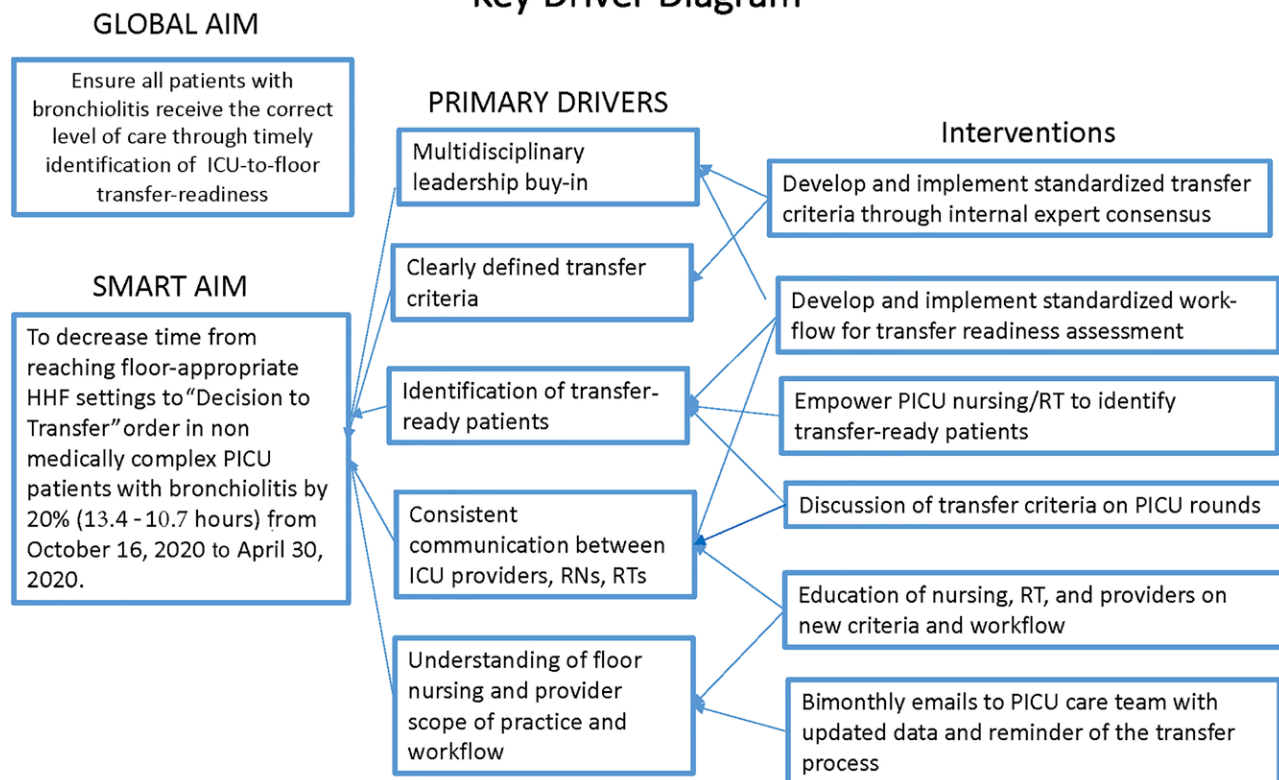 Key Driver Diagram
GLOBAL AIM
Ensure all patients with
bronchiolitis receive the correct
level of care through timely
identification of ICU-to-floor
transfer-readiness
SMART AIM
To decrease time from
reaching floor-appropriate
HHF settings to “Decision to
Transfer” order in non
medically complex PICU
patients with bronchiolitis by
20% (13.4 - 10.7 hours) from
October 16, 2020 to April 30,
2020.
PRIMARY DRIVERS
Multidisciplinary
leadership buy-in
Clearly defined transfer
criteria
Identification of transfer-
ready patients
Consistent
communication between
ICU providers, RNs, RTs
Understanding of floor
nursing and provider
scope of practice and
workflow
Interventions
Develop and implement standardized transfer
criteria through internal expert consensus
Develop and implement standardized work-
flow for transfer readiness assessment
Empower PICU nursing/RT to identify
transfer-ready patients
Discussion of transfer criteria on PICU rounds
Education of nursing, RT, and providers on
new criteria and workflow
Bimonthly emails to PICU care team with
updated data and reminder of the transfer
process